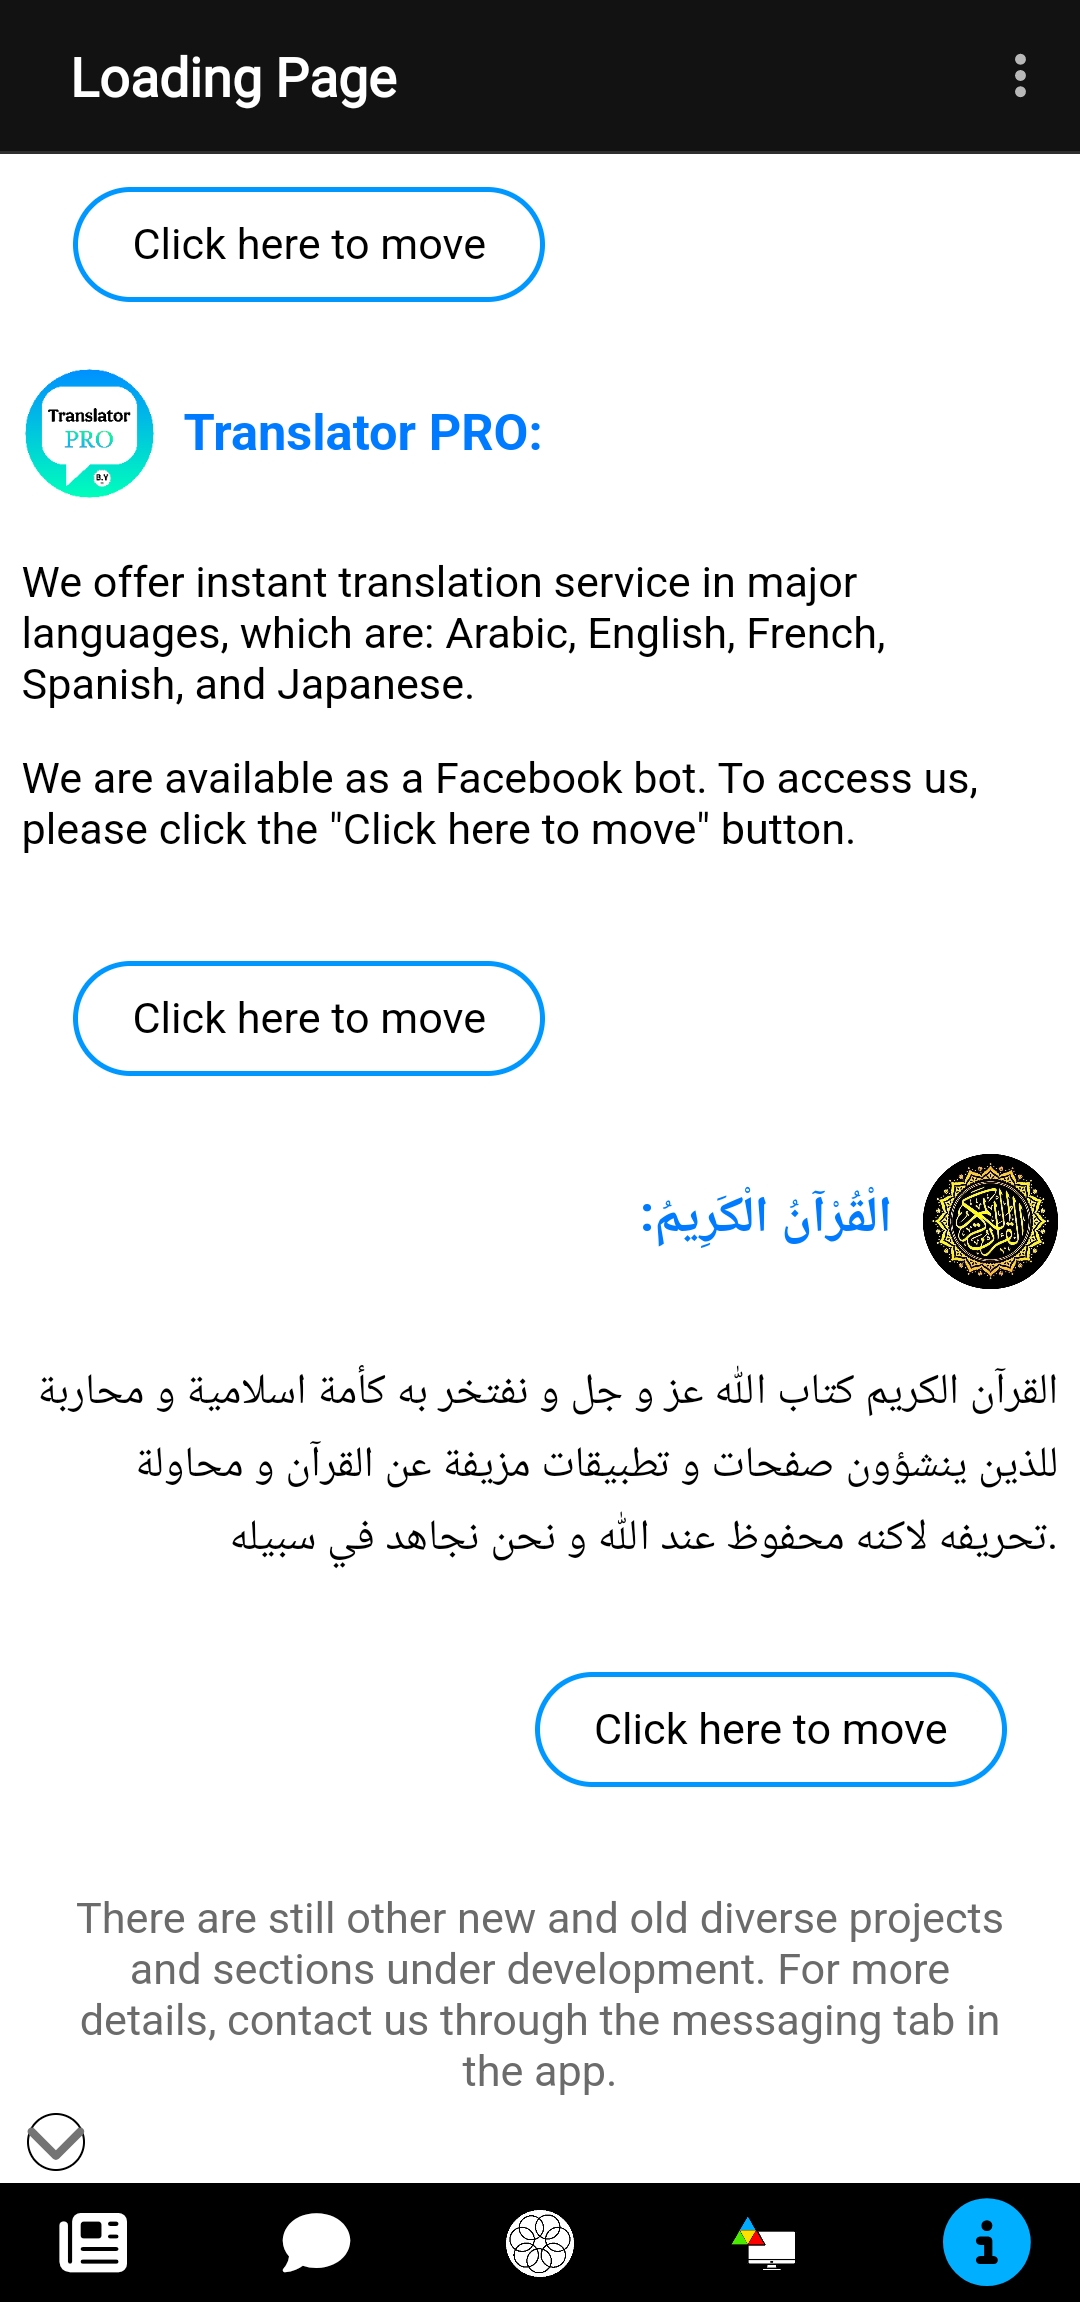 Loading Page
Click here to move
Translator
PRO
B.Y
Translator PRO:
We offer instant translation service in major
languages, which are: Arabic, English, French,
Spanish, and Japanese.
We are available as a Facebook bot. To access us,
please click the "Click here to move" button.
Click here to move
الْقُرْآنُ الْكَرِيمُ:
القرآن الكريم
القرآن الكريم كتاب الله عز و جل و نفتخر به كأمة اسلامية و محاربة
للذين ينشؤون صفحات و تطبيقات مزيفة عن القرآن و محاولة
.تحريفه لاكنه محفوظ عند الله و نحن نجاهد في سبيله
Click here to move
There are still other new and old diverse projects
and sections under development. For more
details, contact us through the messaging tab in
the app.